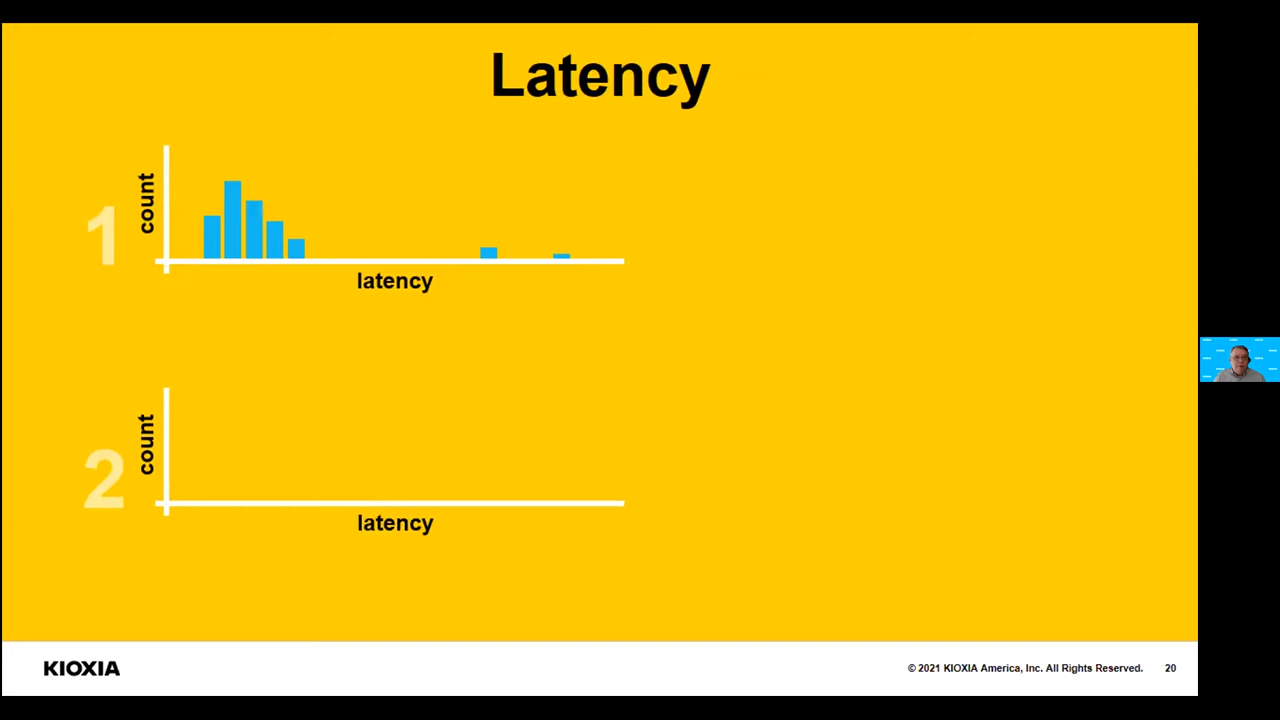 Latency
1
count
latency
2
count
latency
KIOXIA
© 2021 KIOXIA America, Inc. All Rights Reserved.
20